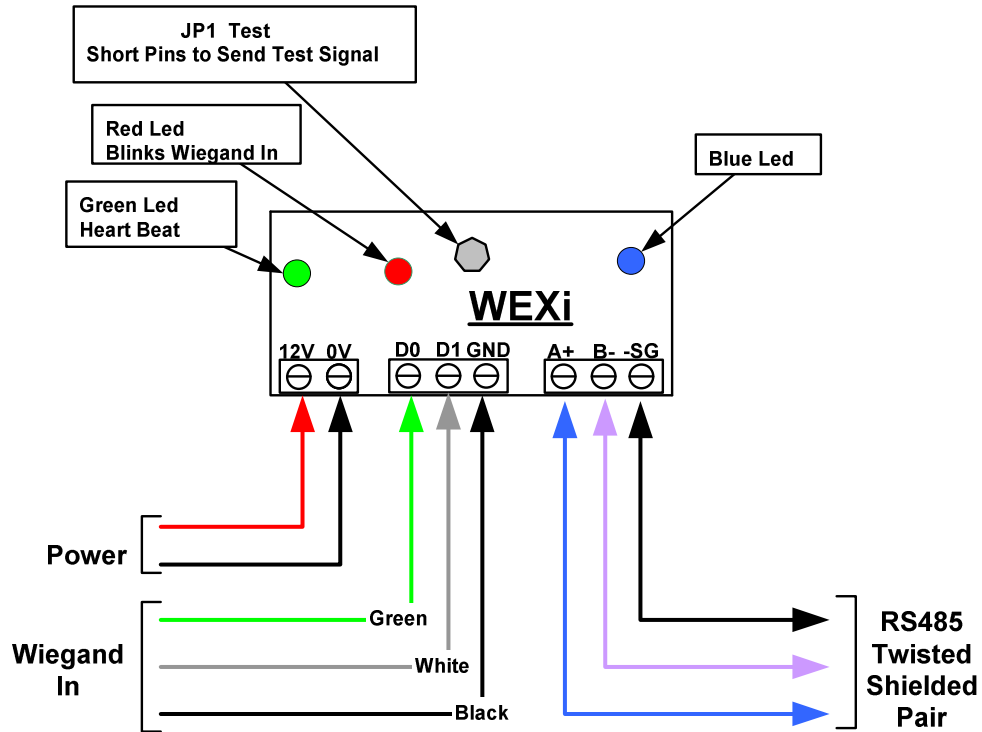 JP1 Test
Short Pins to Send Test Signal
Red Led
Blinks Wiegand In
Blue Led
Green Led
Heart Beat
WEXi
12V 0V D0 D1 GND A+ B- -SG
Power
Green
White
Black
Wiegand
In
RS485
Twisted
Shielded
Pair